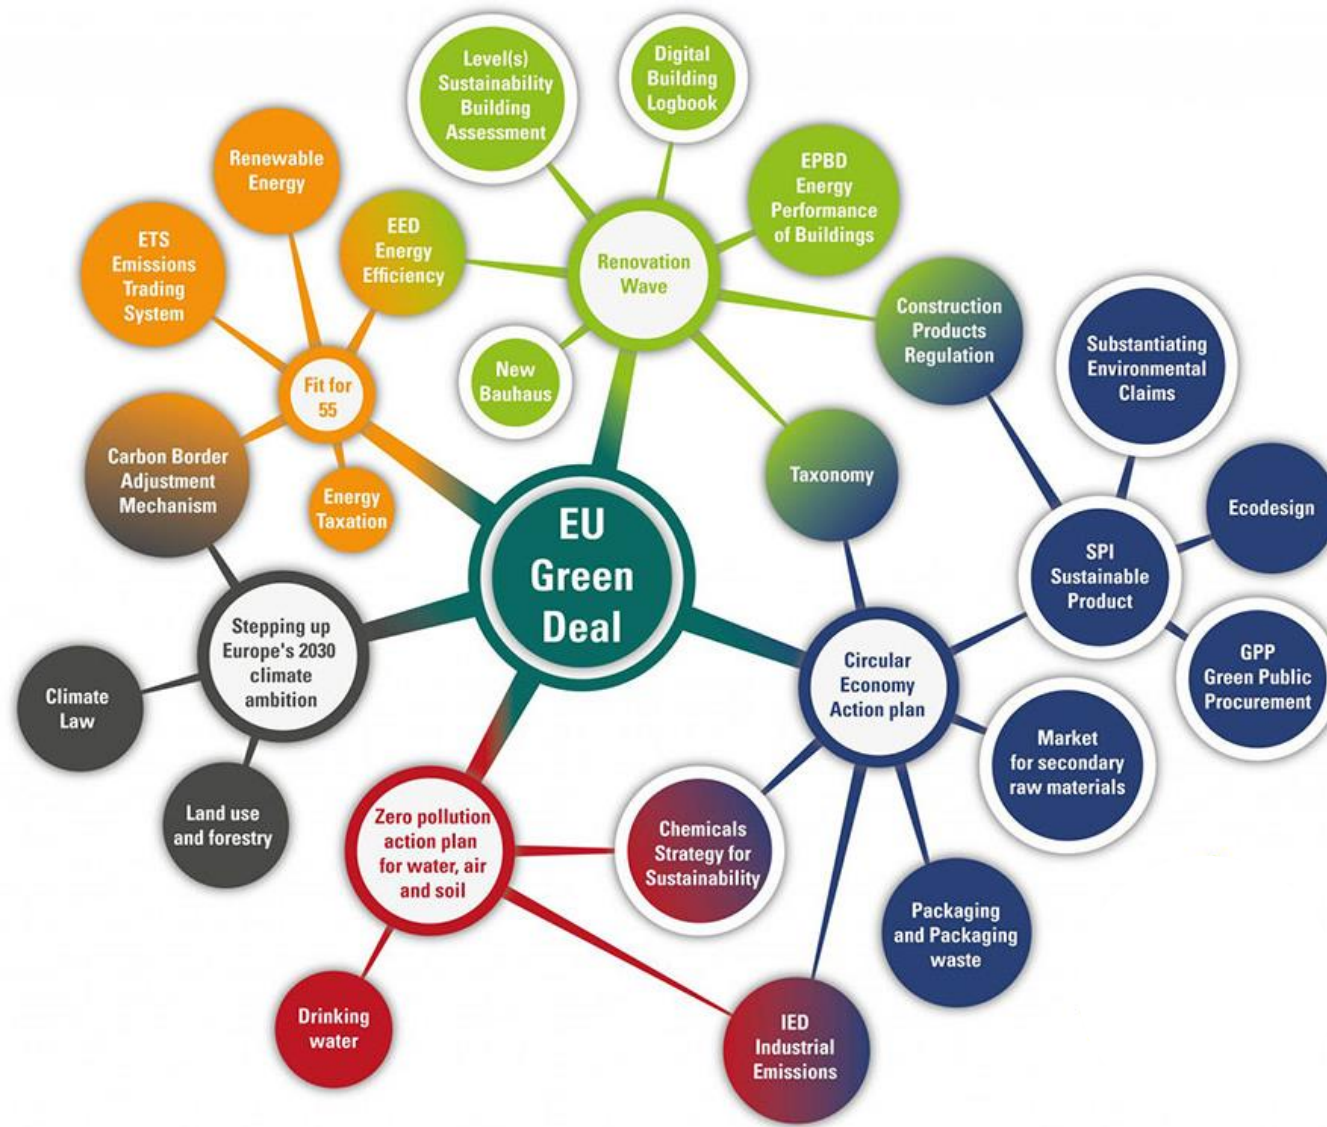 Level(s)
Sustainability
Building
Assessment
Digital
Building
Logbook
Renewable
Energy
EPBD
Energy
Performance
of Buildings
ETS
Emissions
Trading
System
EED
Energy
Efficiency
Renovation
Wave
Construction
Products
Regulation
Substantiating
Environmental
Claims
Fit for
55
New
Bauhaus
Carbon Border
Adjustment
Mechanism
Energy
Taxation
Taxonomy
Ecodesign
EU
Green
Deal
SPI
Sustainable
Product
Stepping up
Europe's 2030
climate
ambition
Circular
Economy
Action plan
GPP
Green Public
Procurement
Climate
Law
Market
for secondary
raw materials
Land use
and forestry
Zero pollution
action plan
for water, air
and soil
Chemicals
Strategy for
Sustainability
Packaging
and Packaging
waste
Drinking
water
IED
Industrial
Emissions